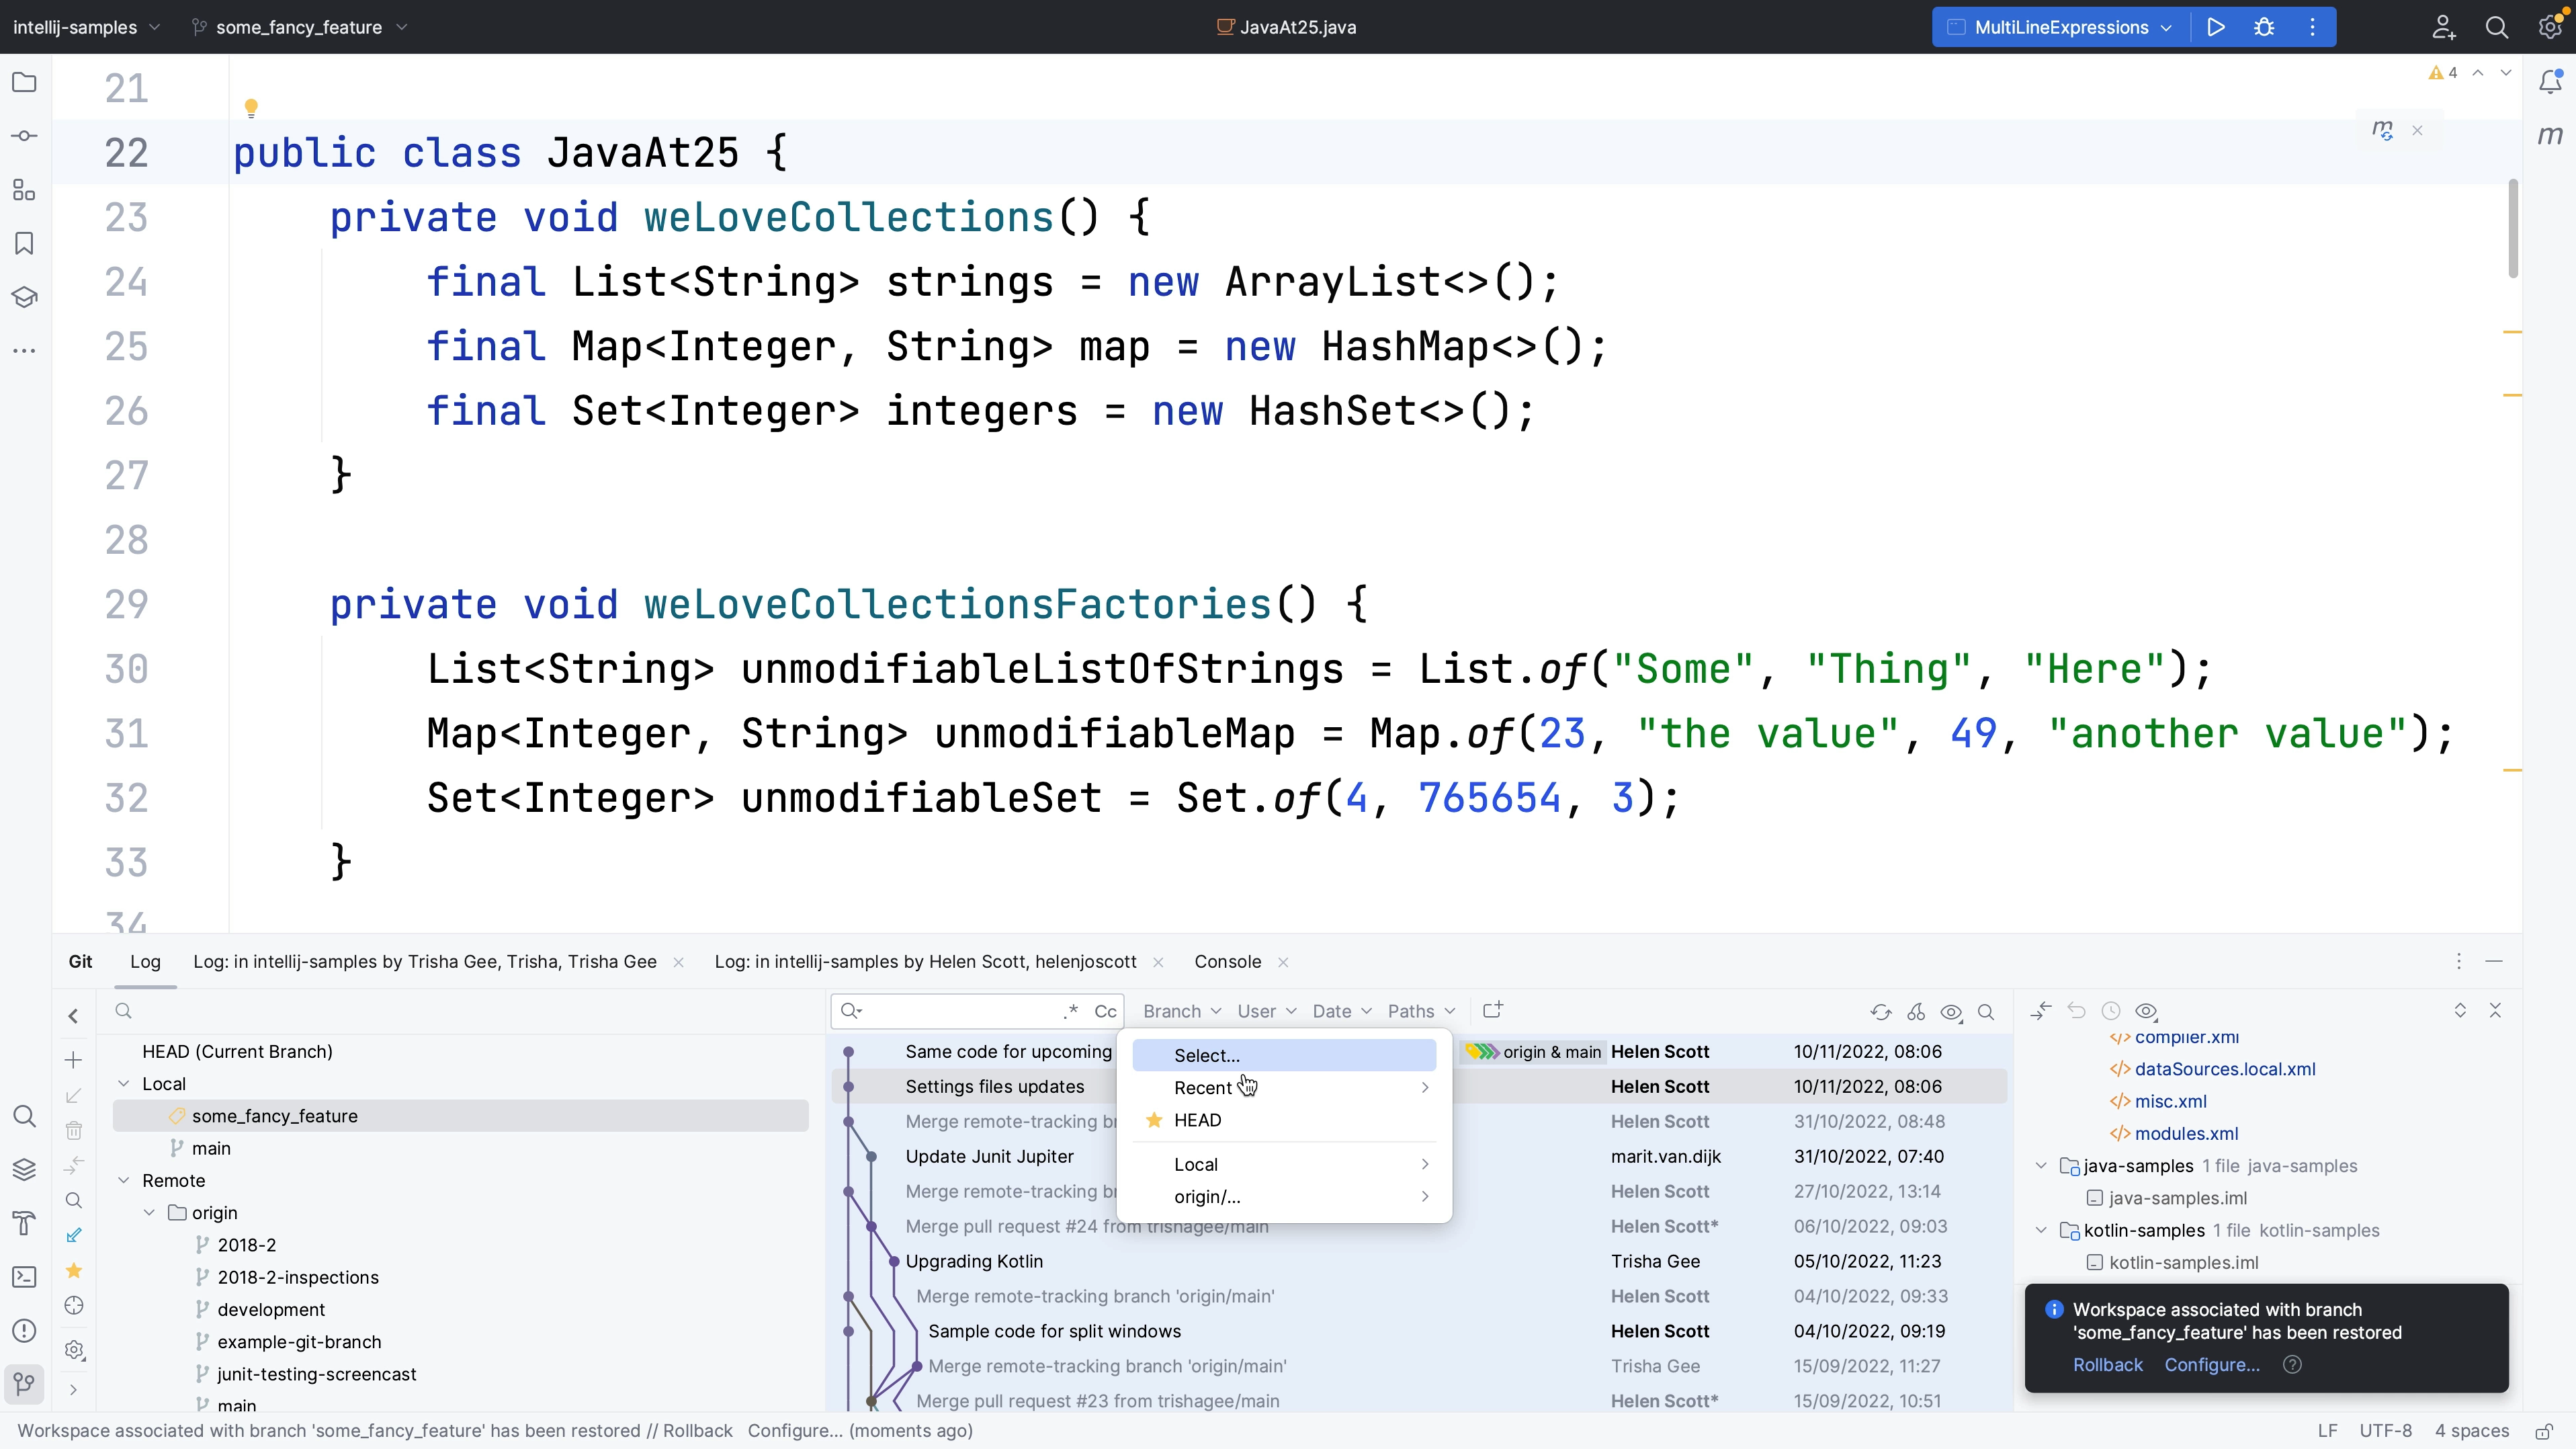 intellij-samples some_fancy_feature JavaAt25.java MultiLineExpressions
4
21
22 public class JavaAt25 {
23 private void weLoveCollections() {
24 final List<String> strings = new ArrayList<>();
25 final Map<Integer, String> map = new HashMap<>();
26 final Set<Integer> integers = new HashSet<>();
27 }
28
29 private void weLoveCollectionsFactories() {
30 List<String> unmodifiableListOfStrings = List.of("Some", "Thing", "Here");
31 Map<Integer, String> unmodifiableMap = Map.of(23, "the value", 49, "another value");
32 Set<Integer> unmodifiableSet = Set.of(4, 765654, 3);
33 }
34
Git Log Log: in intellij-samples by Trisha Gee, Trisha, Trisha Gee Log: in intellij-samples by Helen Scott, helenjoscott Console
.* Cc Branch User Date Paths
HEAD (Current Branch)
Local
some_fancy_feature
main
Remote
origin
2018-2
2018-2-inspections
development
example-git-branch
junit-testing-screencast
main
Same code for upcoming origin & main Helen Scott 10/11/2022, 08:06
Settings files updates Helen Scott 10/11/2022, 08:06
Merge remote-tracking br Helen Scott 31/10/2022, 08:48
Update Junit Jupiter marit.van.dijk 31/10/2022, 07:40
Merge remote-tracking br Helen Scott 27/10/2022, 13:14
Merge pull request #24 from trishagee/main Helen Scott* 06/10/2022, 09:03
Upgrading Kotlin Trisha Gee 05/10/2022, 11:23
Merge remote-tracking branch 'origin/main' Helen Scott 04/10/2022, 09:33
Sample code for split windows Helen Scott 04/10/2022, 09:19
Merge remote-tracking branch 'origin/main' Trisha Gee 15/09/2022, 11:27
Merge pull request #23 from trishagee/main Helen Scott* 15/09/2022, 10:51
Select...
Recent
HEAD
Local
origin/...
compiler.xml
dataSources.local.xml
misc.xml
modules.xml
java-samples 1 file java-samples
java-samples.iml
kotlin-samples 1 file kotlin-samples
kotlin-samples.iml
Workspace associated with branch
'some_fancy_feature' has been restored
Rollback Configure...
Workspace associated with branch 'some_fancy_feature' has been restored // Rollback Configure... (moments ago) LF UTF-8 4 spaces